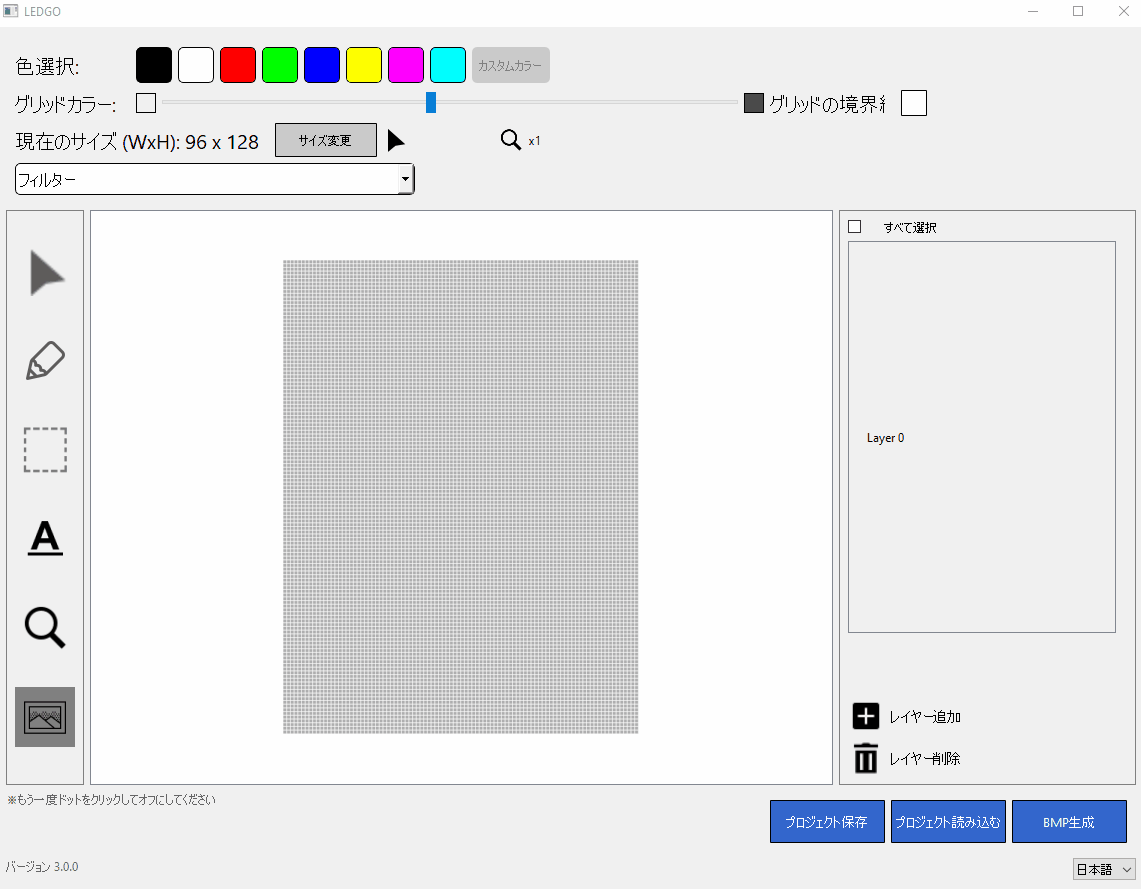 LEDGO
色選択:
カスタムカラー
グリッドカラー:
グリッドの境界
現在のサイズ (WxH): 96 x 128
サイズ変更
x1
フィルター
すべて選択
A
Layer 0
レイヤー追加
レイヤー削除
※もう一度ドットをクリックしてオフにしてください
プロジェクト保存
プロジェクト読み込む
BMP生成
バージョン 3.0.0
日本語